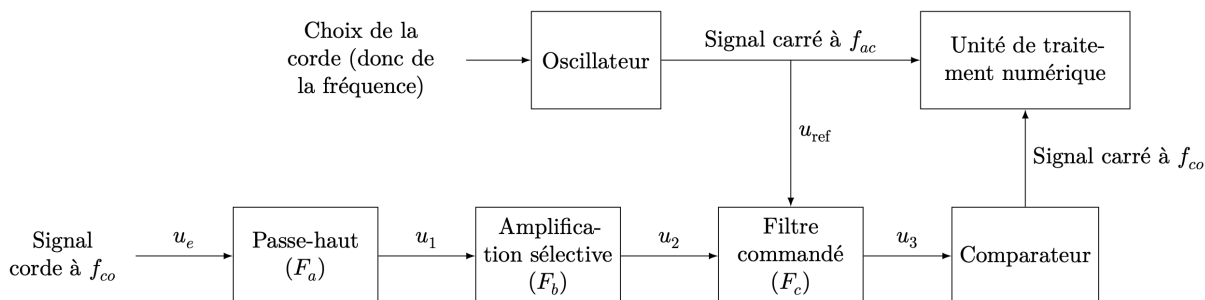 Choix de la
corde (donc de
la fréquence)
Oscillateur
Signal carré à f_ac
Unité de traite-
ment numérique
u_ref
Signal carré à f_co
Signal
corde à f_co
u_e
Passe-haut
(F_a)
u_1
Amplifica-
tion sélective
(F_b)
u_2
Filtre
commandé
(F_c)
u_3
Comparateur